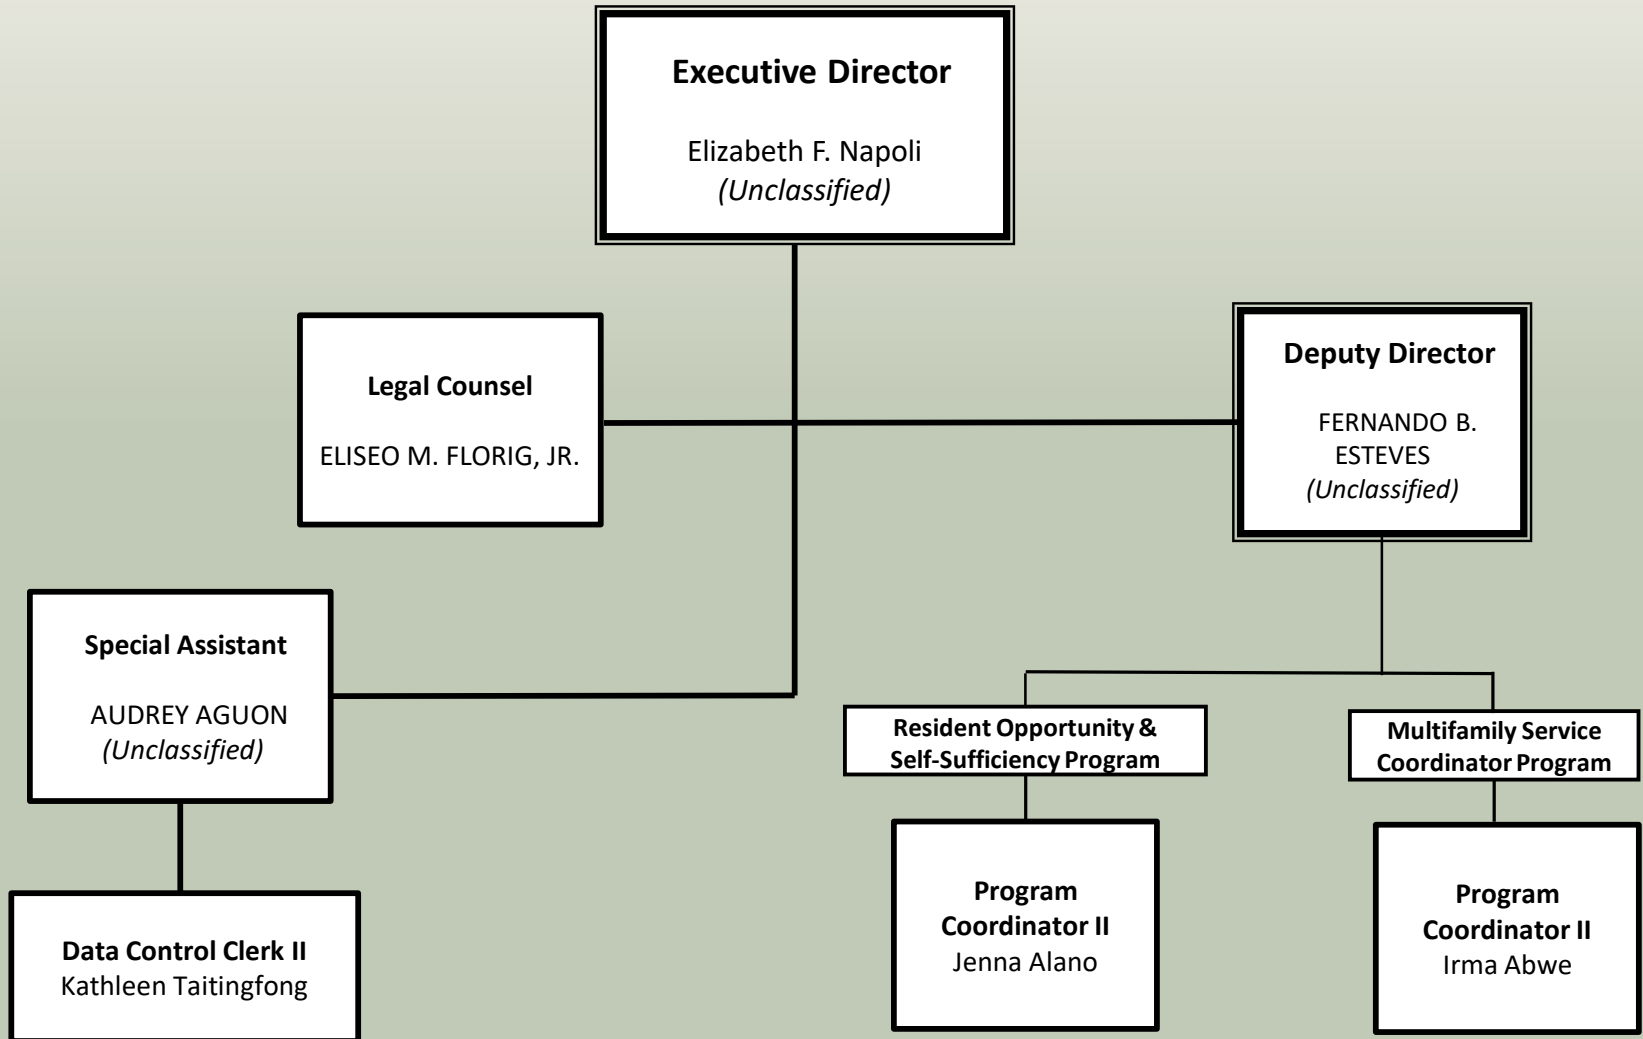 Executive Director
Elizabeth F. Napoli
(Unclassified)
Legal Counsel
ELISEO M. FLORIG, JR.
Deputy Director
FERNANDO B.
ESTEVES
(Unclassified)
Special Assistant
AUDREY AGUON
(Unclassified)
Data Control Clerk II
Kathleen Taitingfong
Resident Opportunity &
Self-Sufficiency Program
Program
Coordinator II
Jenna Alano
Multifamily Service
Coordinator Program
Program
Coordinator II
Irma Abwe